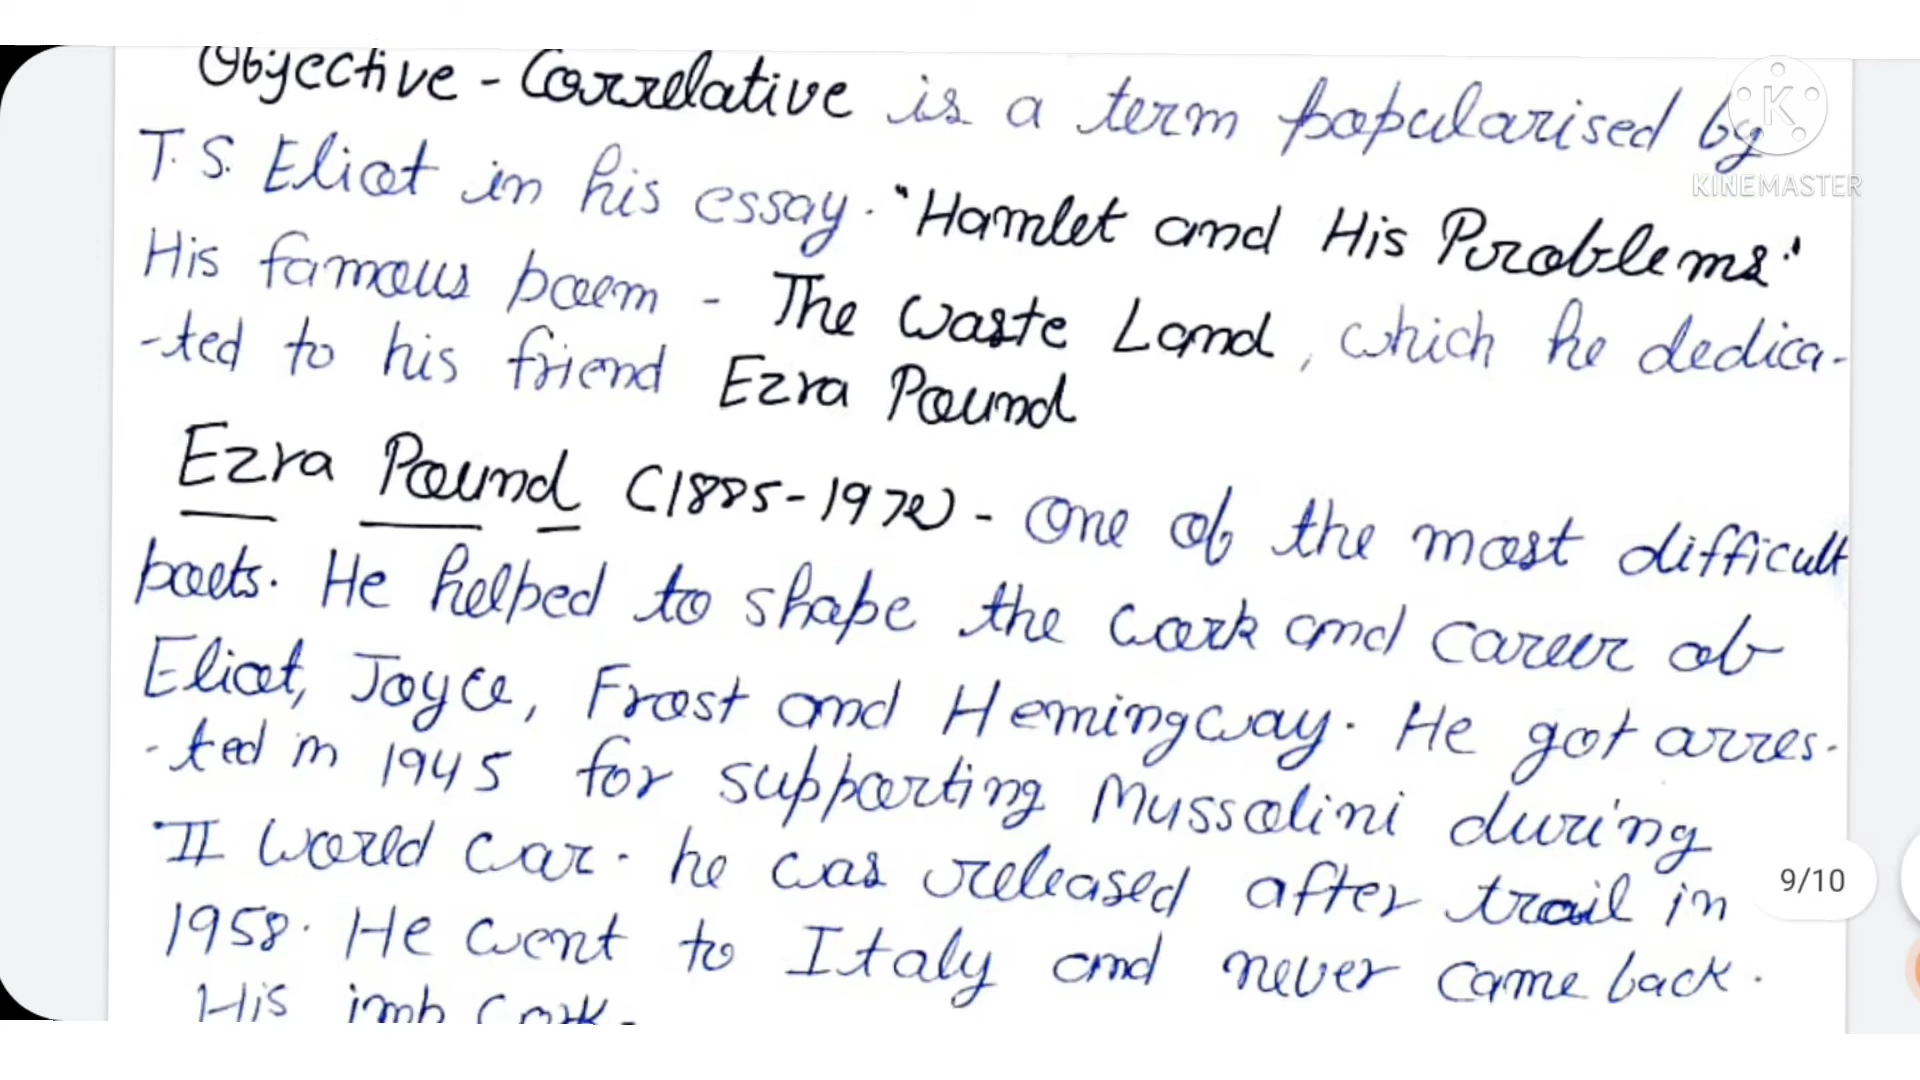 Objective - Correlative is a term popularised by
T.S. Eliot in his essay. "Hamlet and His Problems."
His famous poem - The Waste Land, which he dedica-
-ted to his friend Ezra Pound
Ezra Pound (1885-1972) - One of the most difficult
poets. He helped to shape the work and career of
Eliot, Joyce, Frost and Hemingway. He got arres-
-ted in 1945 for supporting Mussolini during
II World war. he was released after trail in
1958. He went to Italy and never came back.
His imp work -
K
KINEMASTER
9/10